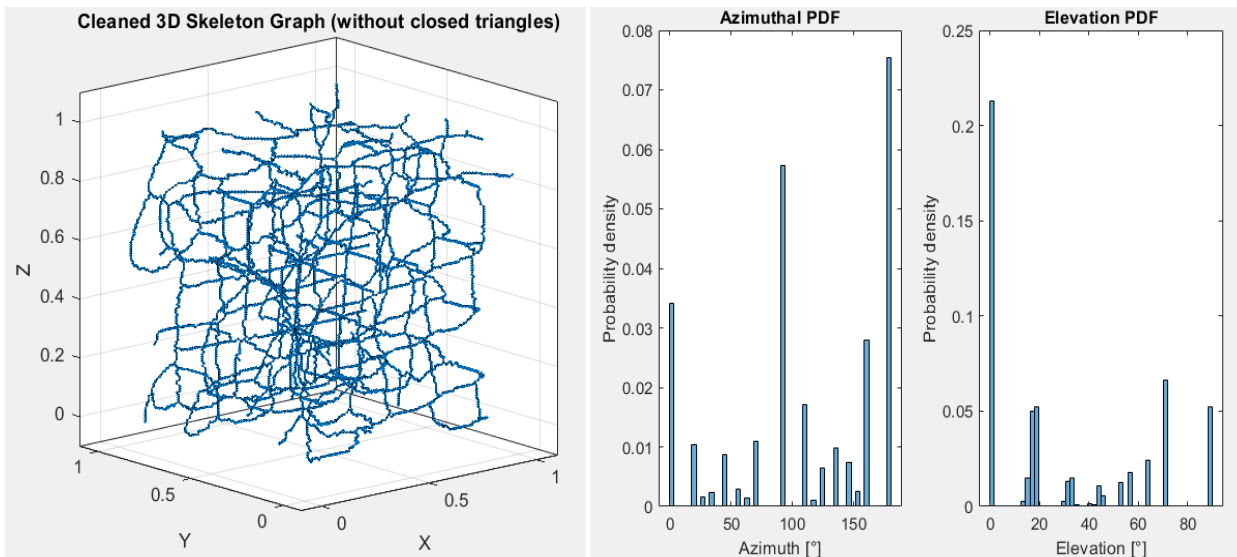 Cleaned 3D Skeleton Graph (without closed triangles)
1
0.8
0.6
0.4
0.2
0
Z
1
0.5
0
Y
0
0.5
1
X
Azimuthal PDF
0.08
0.07
0.06
0.05
0.04
0.03
0.02
0.01
0
Probability density
0 50 100 150
Azimuth [°]
Elevation PDF
0.25
0.2
0.15
0.1
0.05
0
Probability density
0 20 40 60 80
Elevation [°]